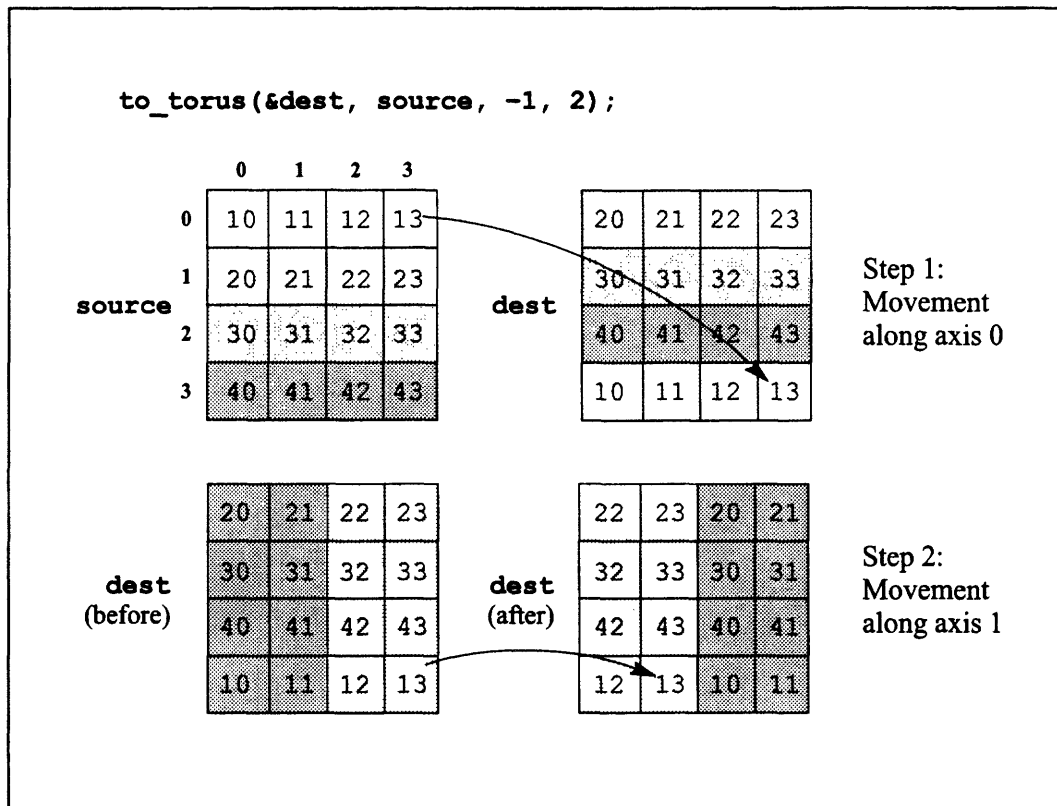 to_torus(&dest, source, -1, 2);
0 1 2 3
0 10 11 12 13
1 20 21 22 23
2 30 31 32 33
3 40 41 42 43
source
20 21 22 23
30 31 32 33
40 41 42 43
10 11 12 13
dest
Step 1:
Movement
along axis 0
20 21 22 23
30 31 32 33
40 41 42 43
10 11 12 13
dest
(before)
22 23 20 21
32 33 30 31
42 43 40 41
12 13 10 11
dest
(after)
Step 2:
Movement
along axis 1